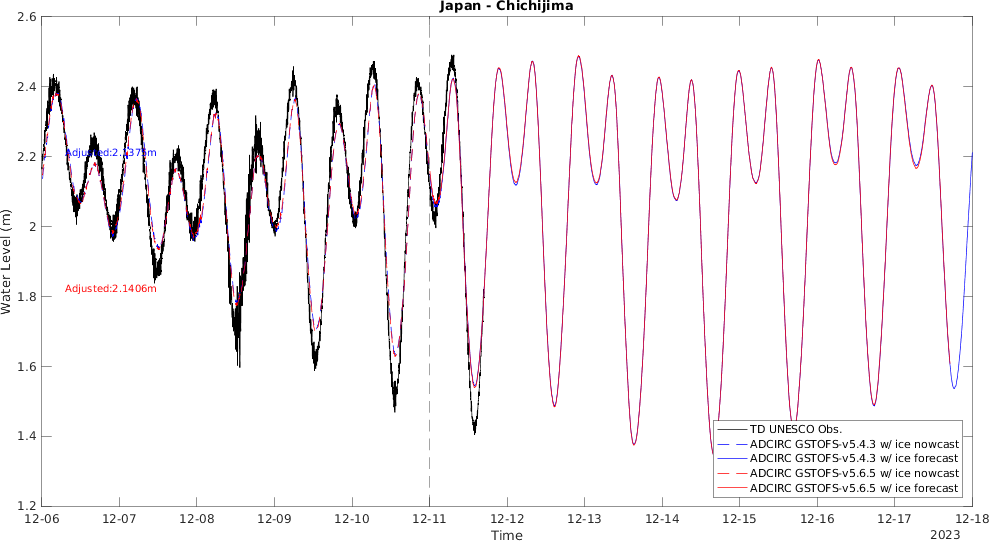 Japan - Chichijima
2.6
2.4
2.2
2
1.8
1.6
1.4
1.2
Water Level (m)
Adjusted:2.1375m
Adjusted:2.1406m
TD UNESCO Obs.
ADCIRC GSTOFS-v5.4.3 w/ ice nowcast
ADCIRC GSTOFS-v5.4.3 w/ ice forecast
ADCIRC GSTOFS-v5.6.5 w/ ice nowcast
ADCIRC GSTOFS-v5.6.5 w/ ice forecast
12-06 12-07 12-08 12-09 12-10 12-11 12-12 12-13 12-14 12-15 12-16 12-17 12-18
Time
2023